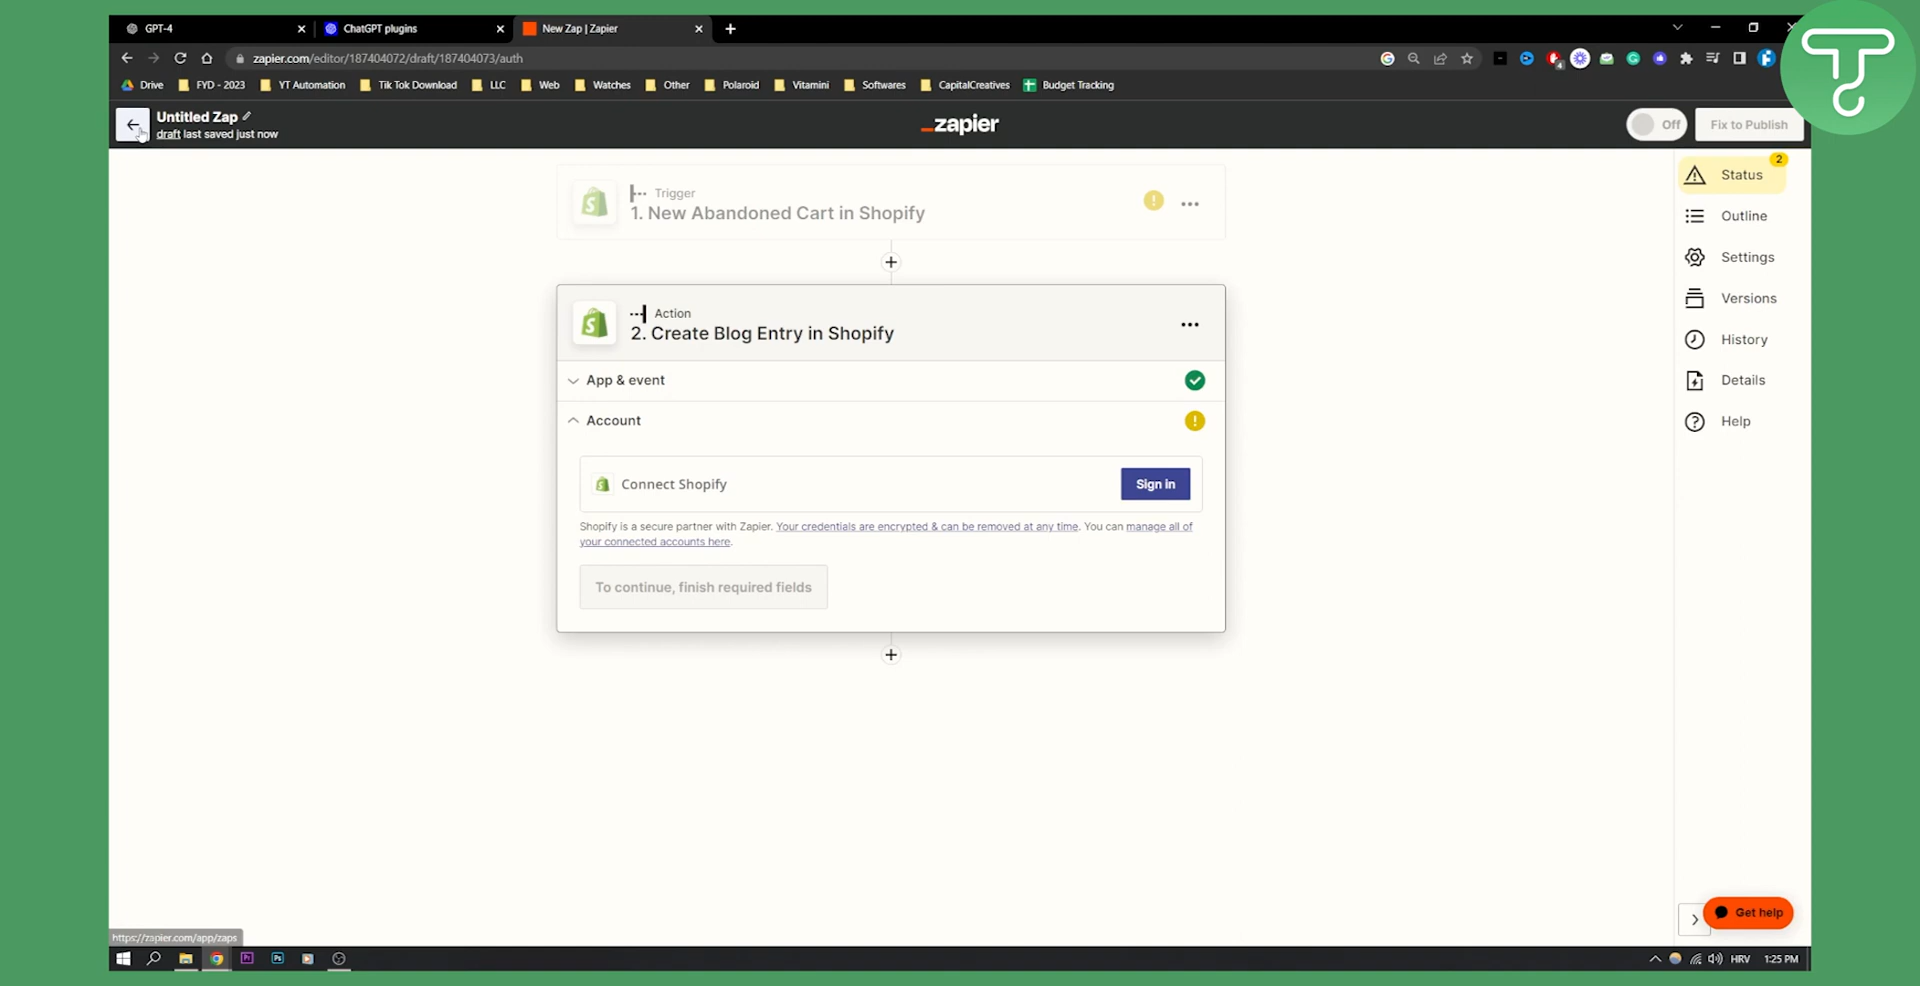 GPT-4
ChatGPT plugins
New Zap | Zapier
zapier.com/editor/187404072/draft/187404073/auth
Drive
FYD - 2023
YT Automation
Tik Tok Download
LLC
Web
Watches
Other
Polaroid
Vitamini
Softwares
CapitalCreatives
Budget Tracking
Untitled Zap
draft last saved just now
_zapier
Off
Fix to Publish
Trigger
1. New Abandoned Cart in Shopify
2
Status
Outline
Settings
Versions
History
Details
Help
Action
2. Create Blog Entry in Shopify
App & event
Account
Connect Shopify
Sign in
Shopify is a secure partner with Zapier. Your credentials are encrypted & can be removed at any time. You can manage all of
your connected accounts here.
To continue, finish required fields
Get help
https://zapier.com/app/zaps
HRV
1:25 PM